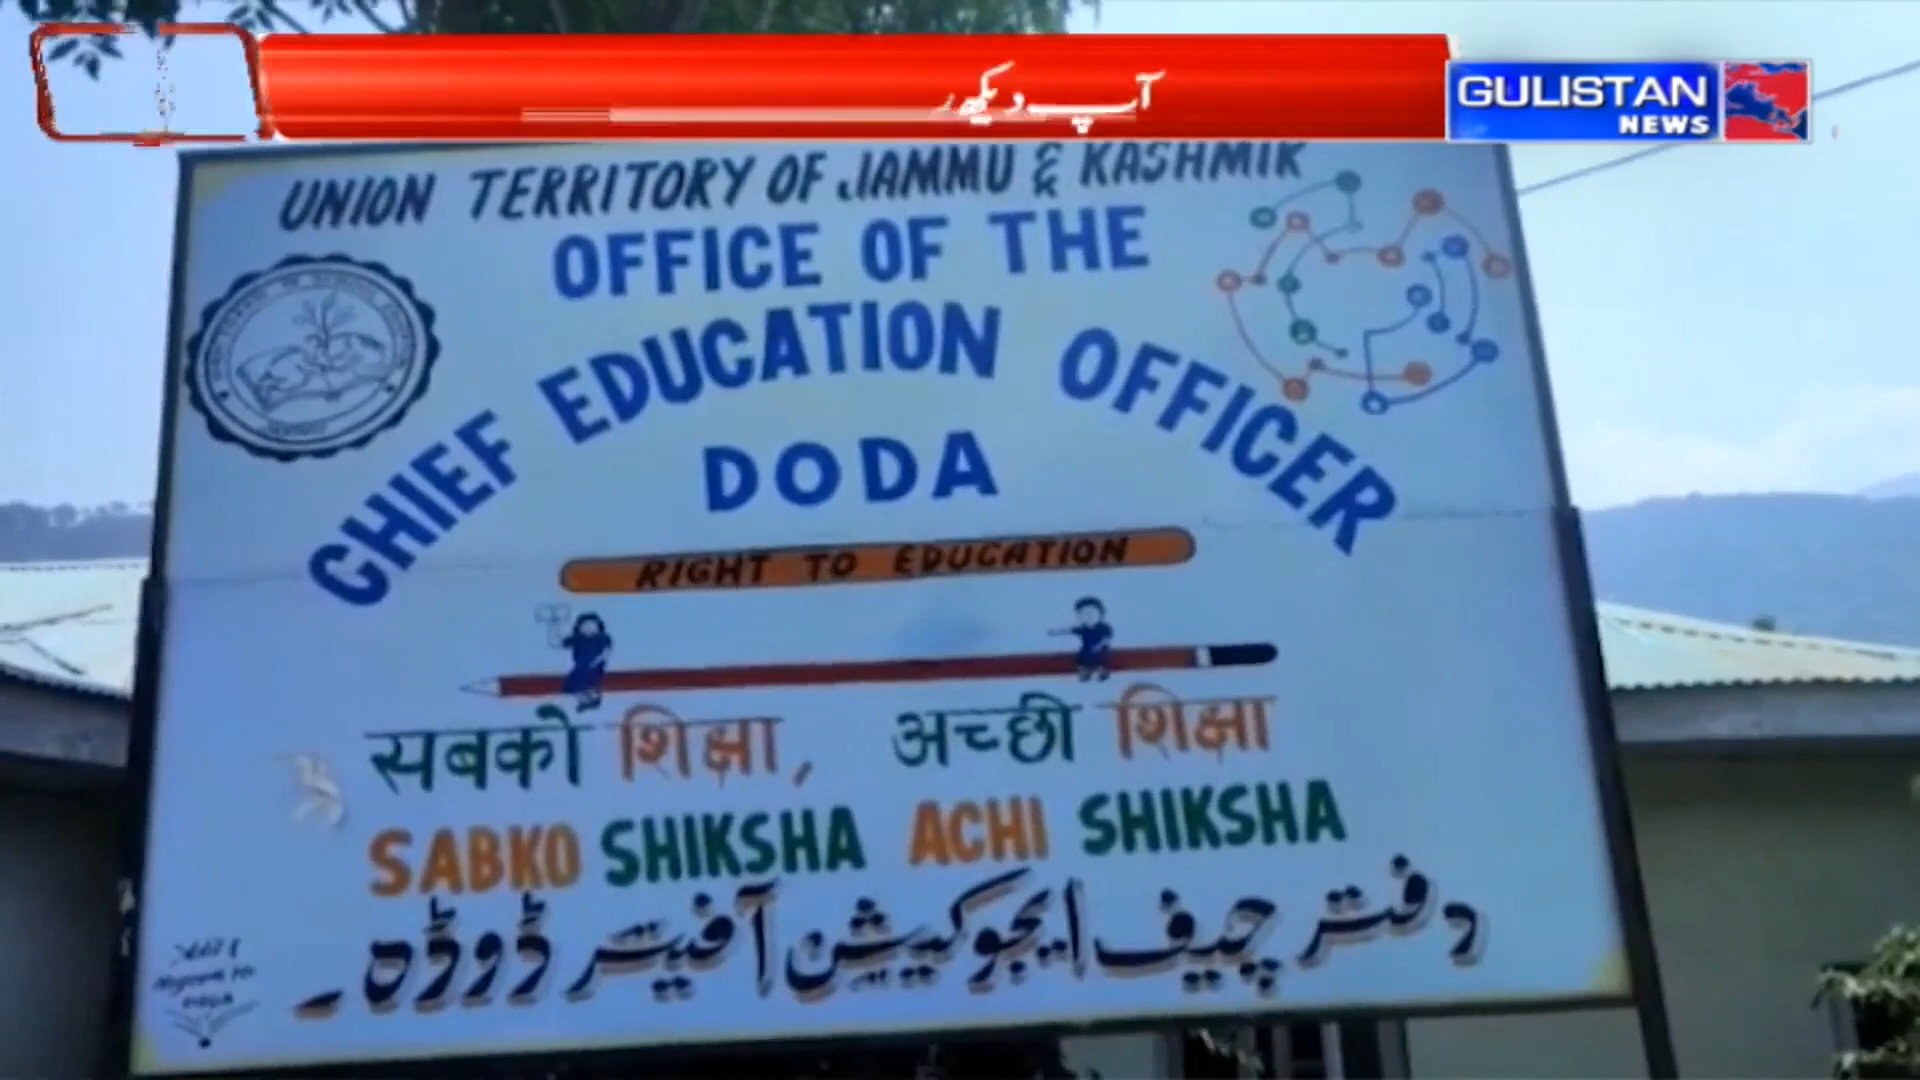 آپ دیکھ
GULISTAN
NEWS
UNION TERRITORY OF JAMMU & KASHMIR
OFFICE OF THE
CHIEF EDUCATION OFFICER
DODA
RIGHT TO EDUCATION
सबको शिक्षा, अच्छी शिक्षा
SABKO SHIKSHA ACHI SHIKSHA
دفتر چیف ایجوکیشن آفیسر ڈوڈہ۔